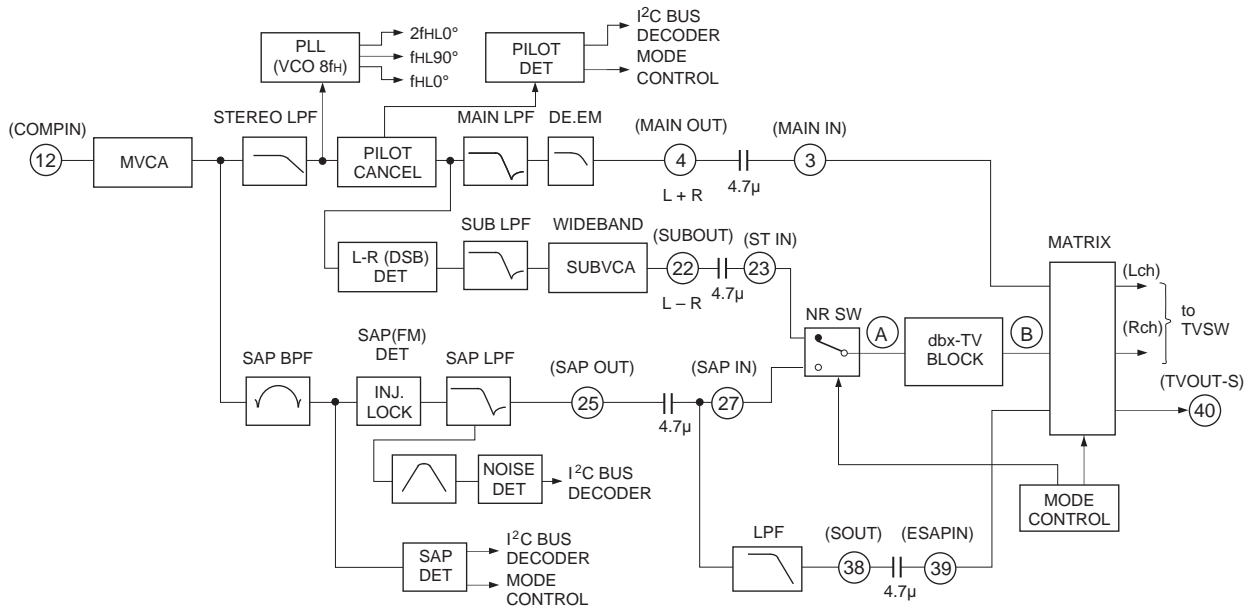 2fHL0°
PLL
(VCO 8fH)
fHL90°
fHL0°
PILOT
DET
I²C BUS
DECODER
MODE
CONTROL
(COMPIN)
12
MVCA
STEREO LPF
PILOT
CANCEL
MAIN LPF
DE.EM
(MAIN OUT)
4
L + R
4.7µ
(MAIN IN)
3
L-R (DSB)
DET
SUB LPF
WIDEBAND
SUBVCA
(SUBOUT)
22
L – R
4.7µ
(ST IN)
23
MATRIX
(Lch)
(Rch)
to
TVSW
NR SW
A
dbx-TV
BLOCK
B
(TVOUT-S)
40
SAP BPF
SAP(FM)
DET
INJ.
LOCK
SAP LPF
(SAP OUT)
25
4.7µ
(SAP IN)
27
NOISE
DET
I²C BUS
DECODER
MODE
CONTROL
SAP
DET
I²C BUS
DECODER
MODE
CONTROL
LPF
(SOUT)
38
4.7µ
(ESAPIN)
39